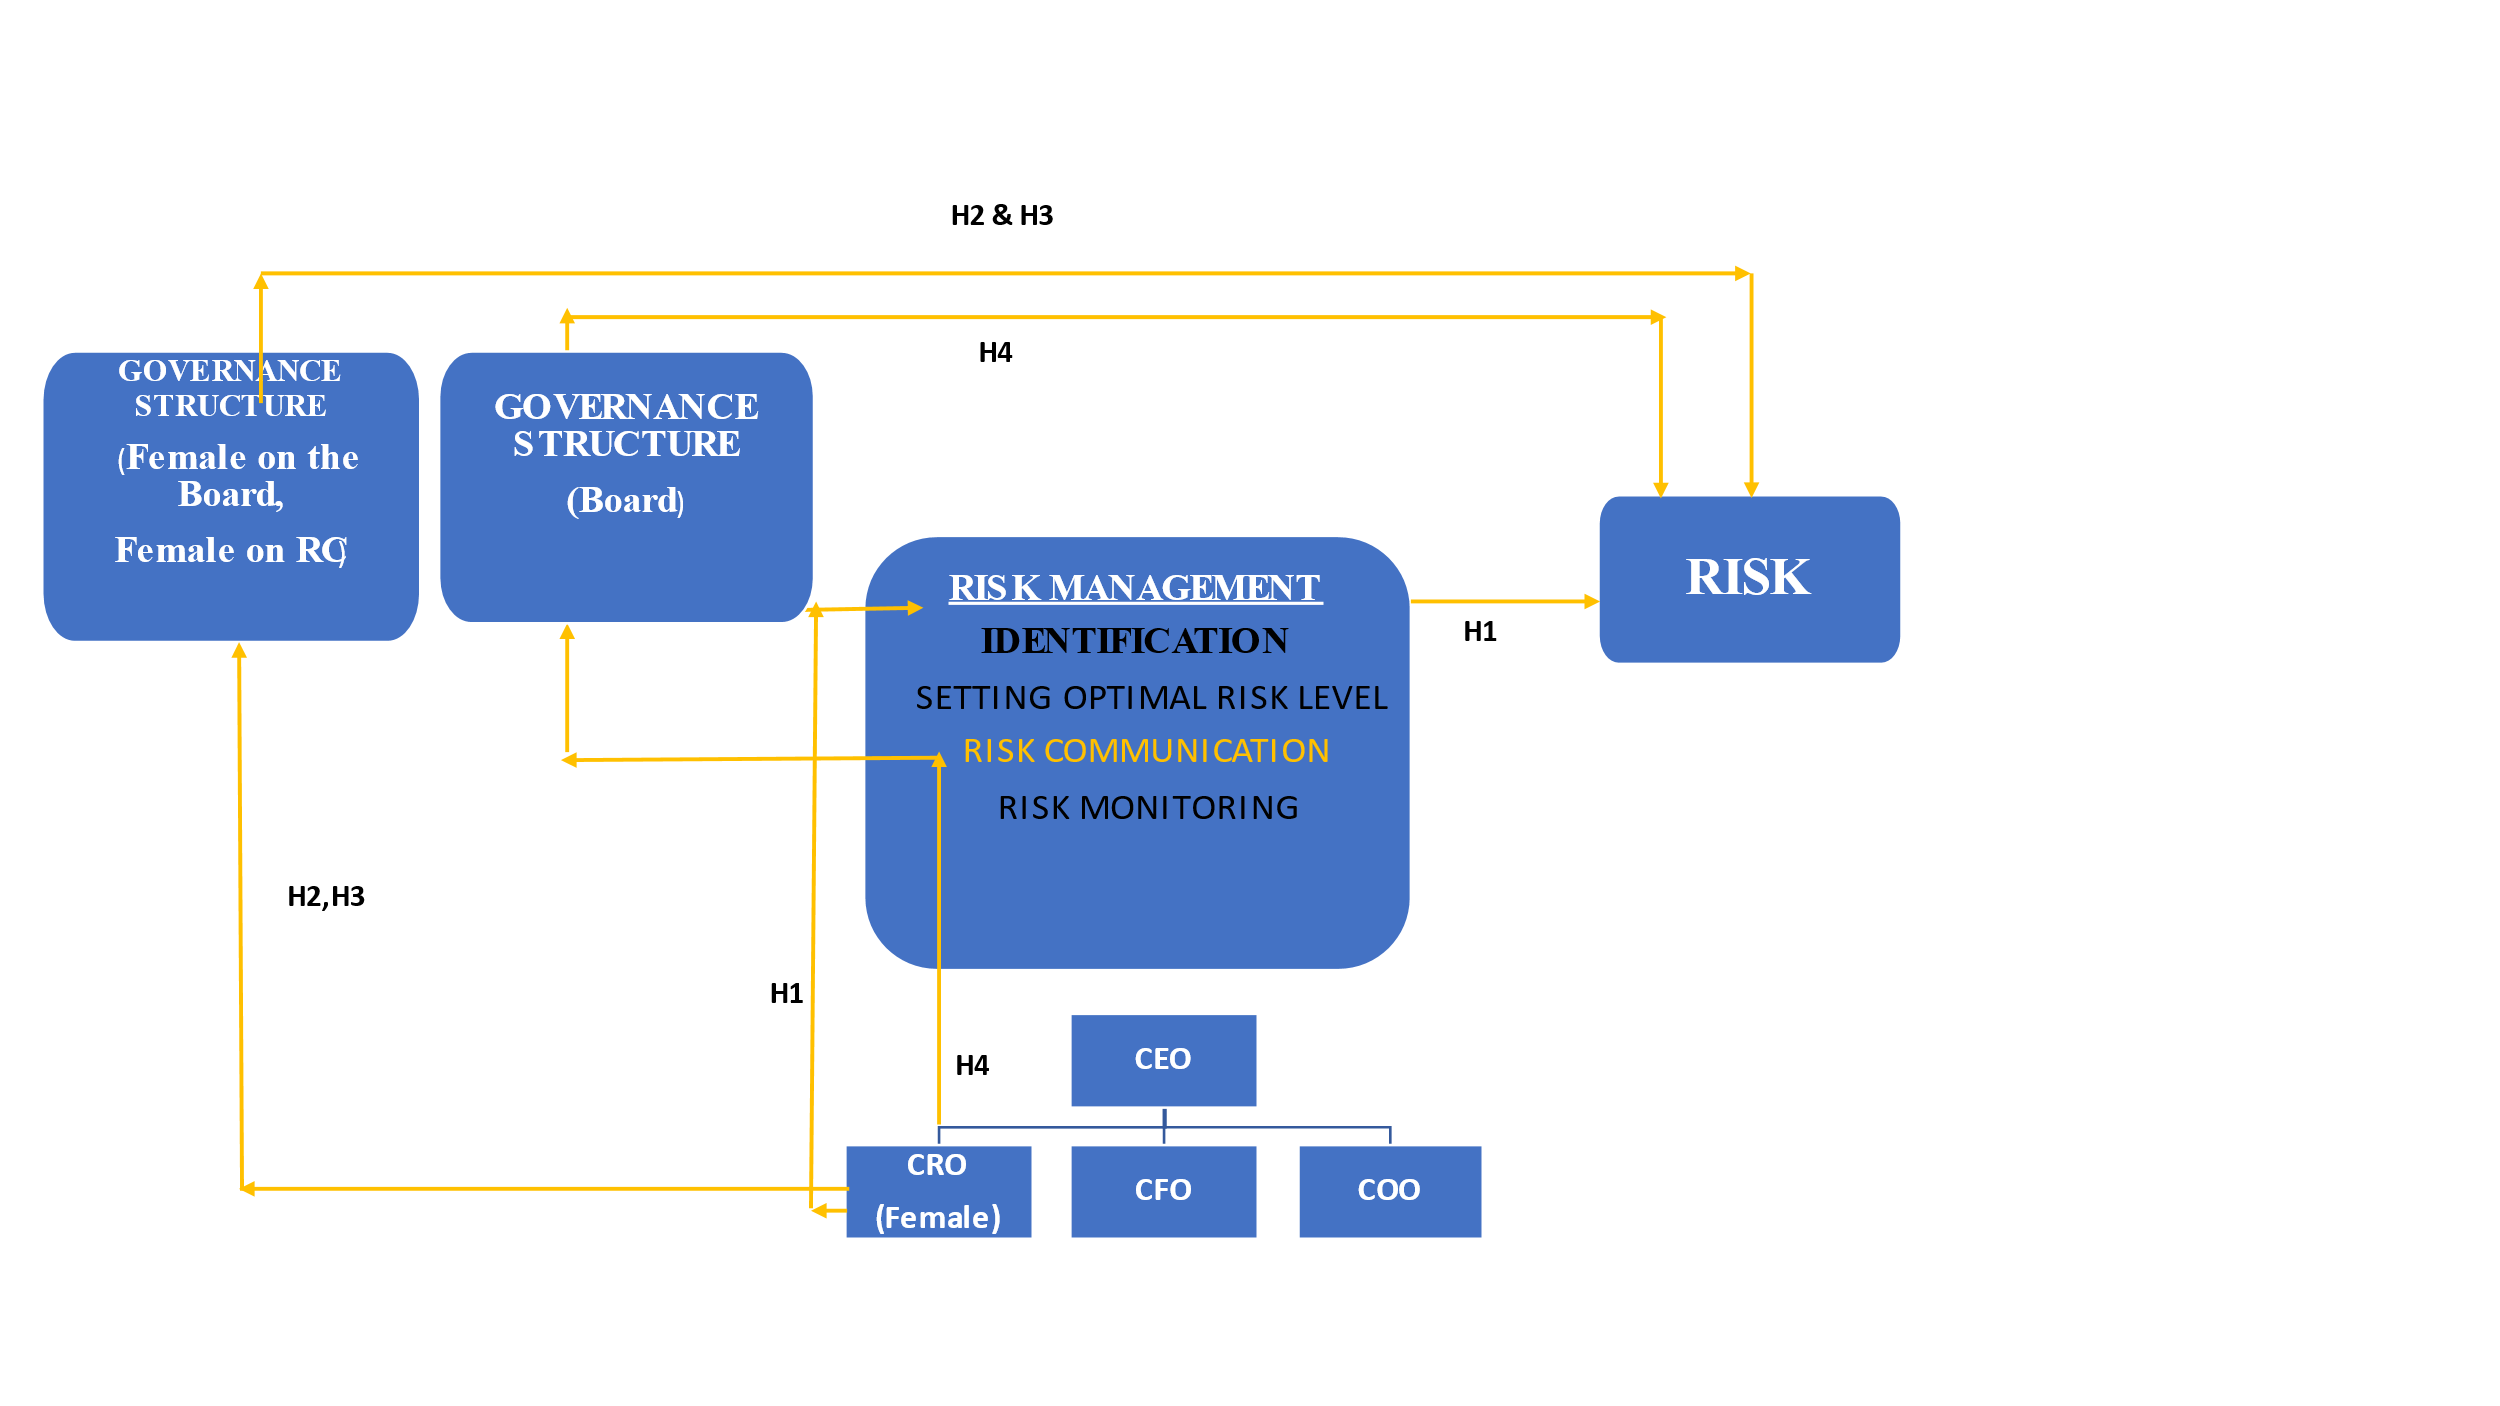 H2 & H3
H4
GOVERNANCE
STRUCTURE
(Female on the
Board,
Female on RC)
GOVERNANCE
STRUCTURE
(Board)
RISK MANAGEMENT
IDENTIFICATION
SETTING OPTIMAL RISK LEVEL
RISK COMMUNICATION
RISK MONITORING
RISK
H1
H2,H3
H1
H4
CEO
CRO
(Female)
CFO
COO